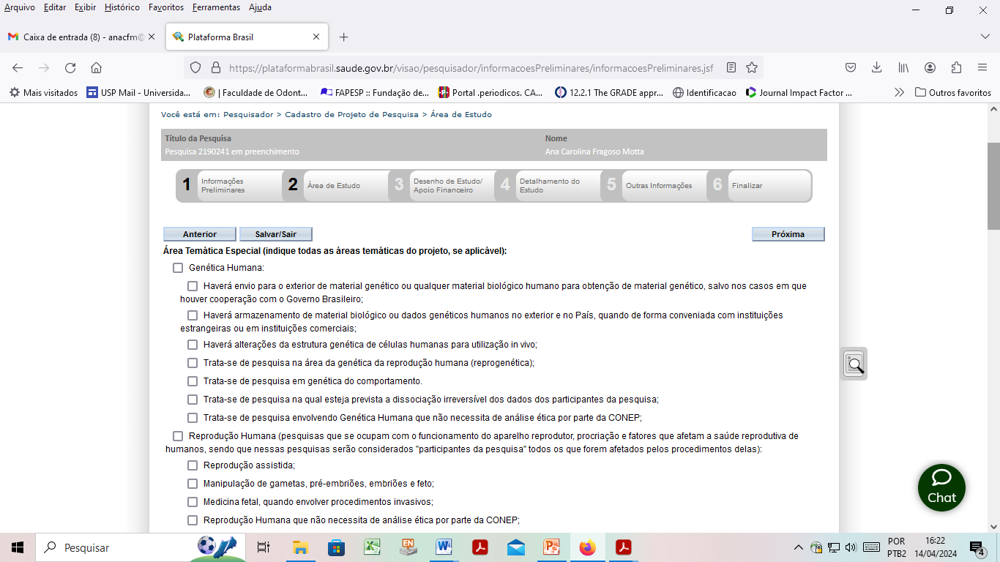 Arquivo Editar Exibir Histórico Favoritos Ferramentas Ajuda
Caixa de entrada (8) - anacfm@
Plataforma Brasil
https://plataformabrasil.saude.gov.br/visao/pesquisador/informacoesPreliminares/informacoesPreliminares.jsf
Mais visitados USP Mail - Universida... | Faculdade de Odont... FAPESP :: Fundação de... Portal .periodicos. CA... 12.2.1 The GRADE appr... Identificacao Journal Impact Factor ... Outros favoritos
Você está em: Pesquisador > Cadastro de Projeto de Pesquisa > Área de Estudo
Título da Pesquisa Nome
Pesquisa 2190241 em preenchimento Ana Carolina Fragoso Motta
1 Informações Preliminares
2 Área de Estudo
3 Desenho de Estudo/ Apoio Financeiro
4 Detalhamento do Estudo
5 Outras Informações
6 Finalizar
Anterior Salvar/Sair Próxima
Área Temática Especial (indique todas as áreas temáticas do projeto, se aplicável):
Genética Humana:
Haverá envio para o exterior de material genético ou qualquer material biológico humano para obtenção de material genético, salvo nos casos em que
houver cooperação com o Governo Brasileiro;
Haverá armazenamento de material biológico ou dados genéticos humanos no exterior e no País, quando de forma conveniada com instituições
estrangeiras ou em instituições comerciais;
Haverá alterações da estrutura genética de células humanas para utilização in vivo;
Trata-se de pesquisa na área da genética da reprodução humana (reprogenética);
Trata-se de pesquisa em genética do comportamento.
Trata-se de pesquisa na qual esteja prevista a dissociação irreversível dos dados dos participantes da pesquisa;
Trata-se de pesquisa envolvendo Genética Humana que não necessita de análise ética por parte da CONEP;
Reprodução Humana (pesquisas que se ocupam com o funcionamento do aparelho reprodutor, procriação e fatores que afetam a saúde reprodutiva de
humanos, sendo que nessas pesquisas serão considerados "participantes da pesquisa" todos os que forem afetados pelos procedimentos delas):
Reprodução assistida;
Manipulação de gametas, pré-embriões, embriões e feto;
Medicina fetal, quando envolver procedimentos invasivos;
Reprodução Humana que não necessita de análise ética por parte da CONEP;
Chat
Pesquisar
EN
POR 16:22
PTB2 14/04/2024
4